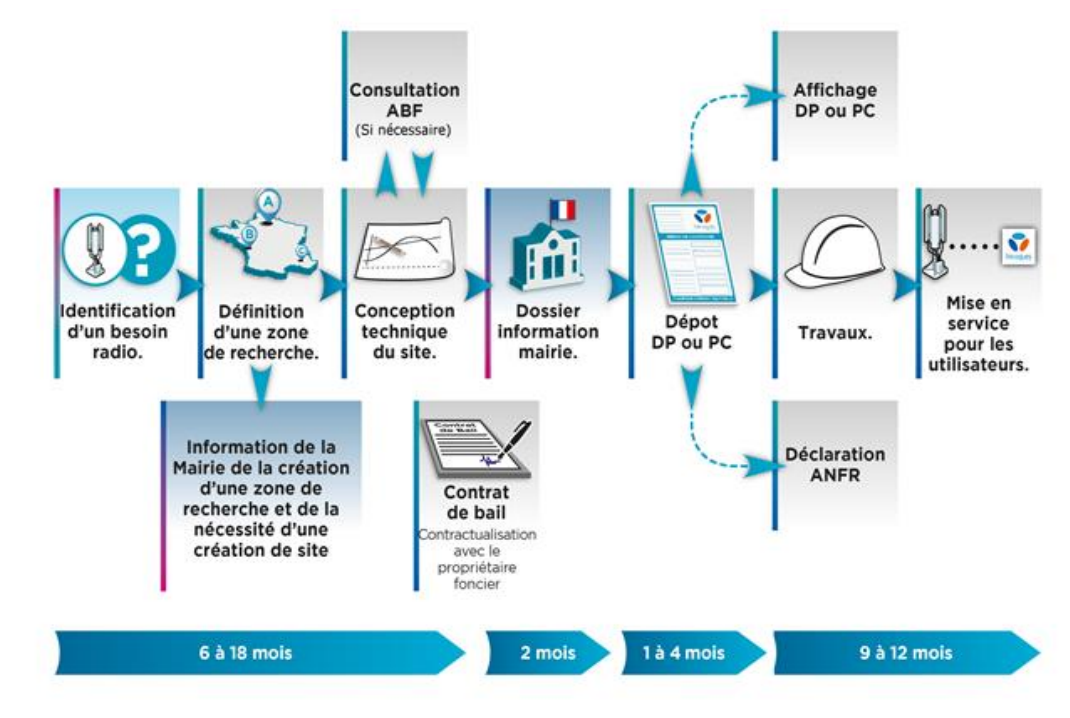 Consultation
ABF
(Si nécessaire)
Affichage
DP ou PC
A
B
C
Identification
d'un besoin
radio.
Définition
d'une zone
de recherche.
Conception
technique
du site.
Dossier
information
mairie.
Dépot
DP ou PC
Travaux.
Mise en
service
pour les
utilisateurs.
Information de la
Mairie de la création
d'une zone de
recherche et de la
nécessité d'une
création de site
Contrat
de Bail
Contrat
de bail
Contractualisation
avec le
propriétaire
foncier
Déclaration
ANFR
6 à 18 mois
2 mois
1 à 4 mois
9 à 12 mois